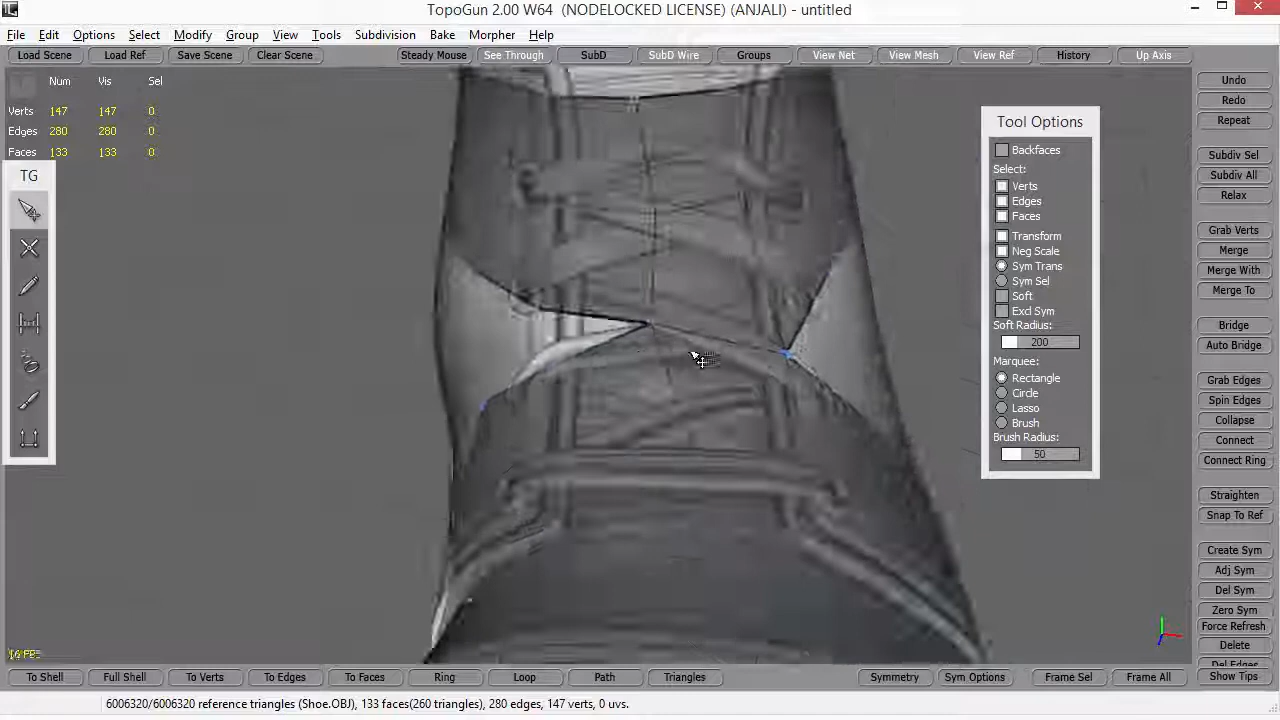 TopoGun 2.00 W64 (NODELOCKED LICENSE) (ANJALI) - untitled
File Edit Options Select Modify Group View Tools Subdivision Bake Morpher Help
Load Scene Load Ref Save Scene Clear Scene Steady Mouse See Through SubD SubD Wire Groups View Net View Mesh View Ref History Up Axis
Num Vis Sel
Verts 147 147 0
Edges 280 280 0
Faces 133 133 0
TG
Tool Options
Backfaces
Select:
Verts
Edges
Faces
Transform
Neg Scale
Sym Trans
Sym Sel
Soft
Excl Sym
Soft Radius:
200
Marquee:
Rectangle
Circle
Lasso
Brush
Brush Radius:
50
Undo
Redo
Repeat
Subdiv Sel
Subdiv All
Relax
Grab Verts
Merge
Merge With
Merge To
Bridge
Auto Bridge
Grab Edges
Spin Edges
Collapse
Connect
Connect Ring
Straighten
Snap To Ref
Create Sym
Adj Sym
Del Sym
Zero Sym
Force Refresh
Delete
Del Edges
Show Tips
To Shell Full Shell To Verts To Edges To Faces Ring Loop Path Triangles Symmetry Sym Options Frame Sel Frame All
6006320/6006320 reference triangles (Shoe.OBJ), 133 faces(260 triangles), 280 edges, 147 verts, 0 uvs.